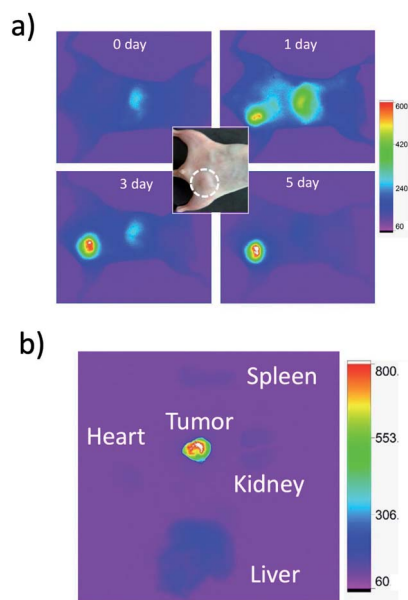 a)
0 day
1 day
600
420
240
60
3 day
5 day
b)
Spleen
Tumor
Heart
Kidney
Liver
800.
553.
306.
60